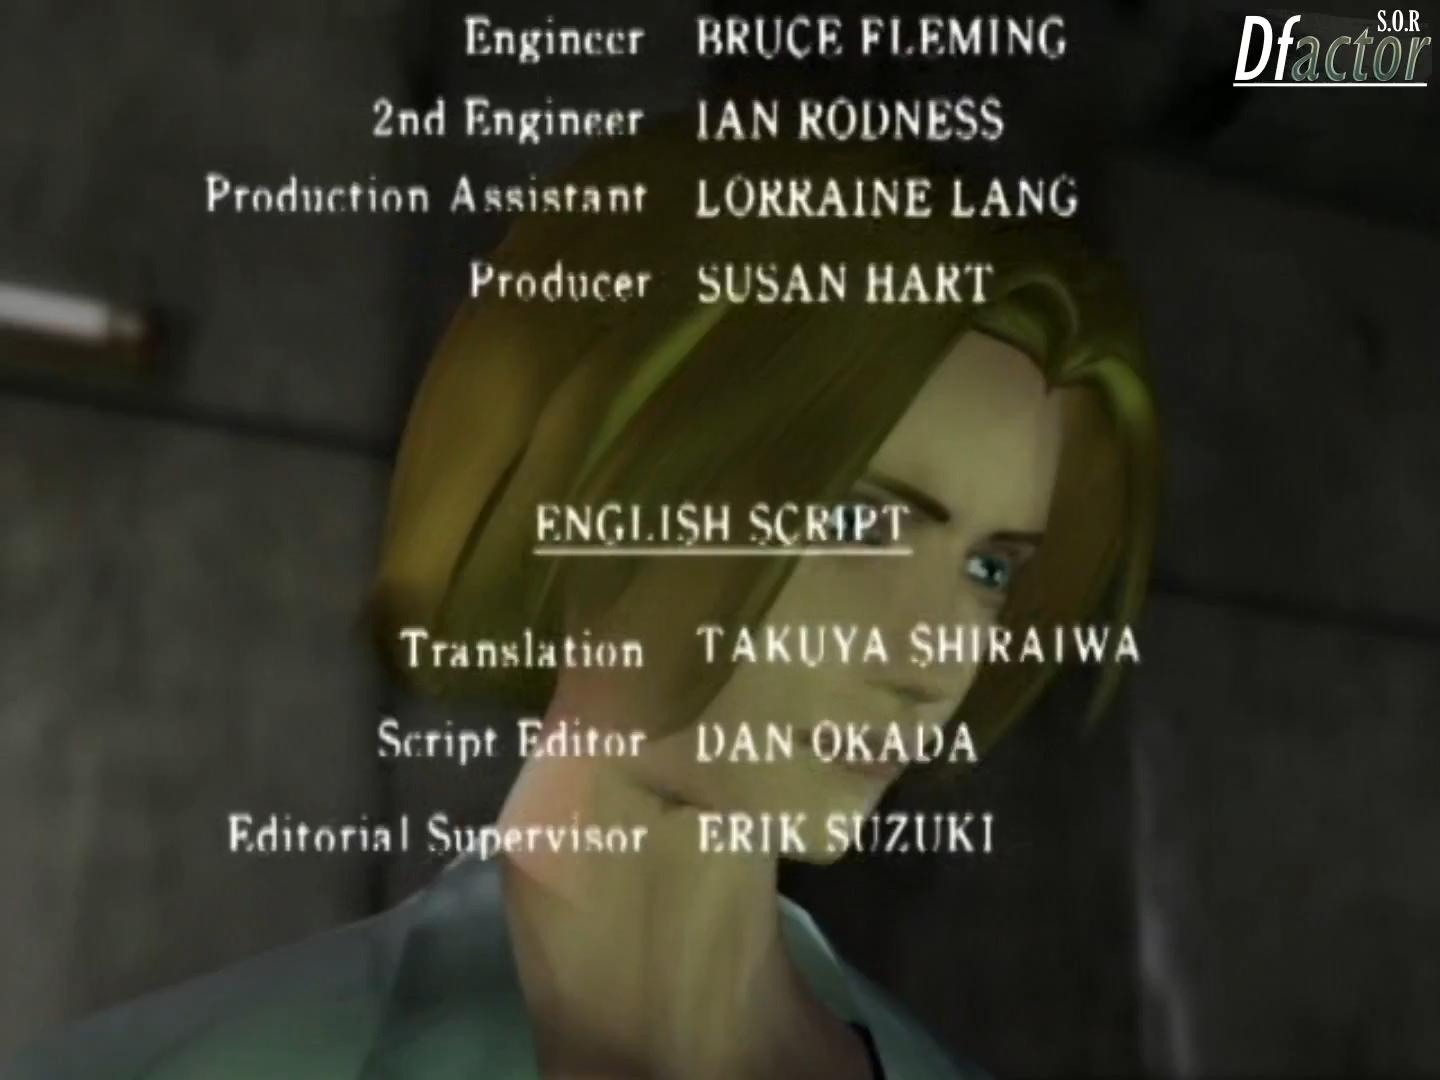 S.O.R
Dfactor
Engineer BRUCE FLEMING
2nd Engineer IAN RODNESS
Production Assistant LORRAINE LANG
Producer SUSAN HART
ENGLISH SCRIPT
Translation TAKUYA SHIRAIWA
Script Editor DAN OKADA
Editorial Supervisor ERIK SUZUKI